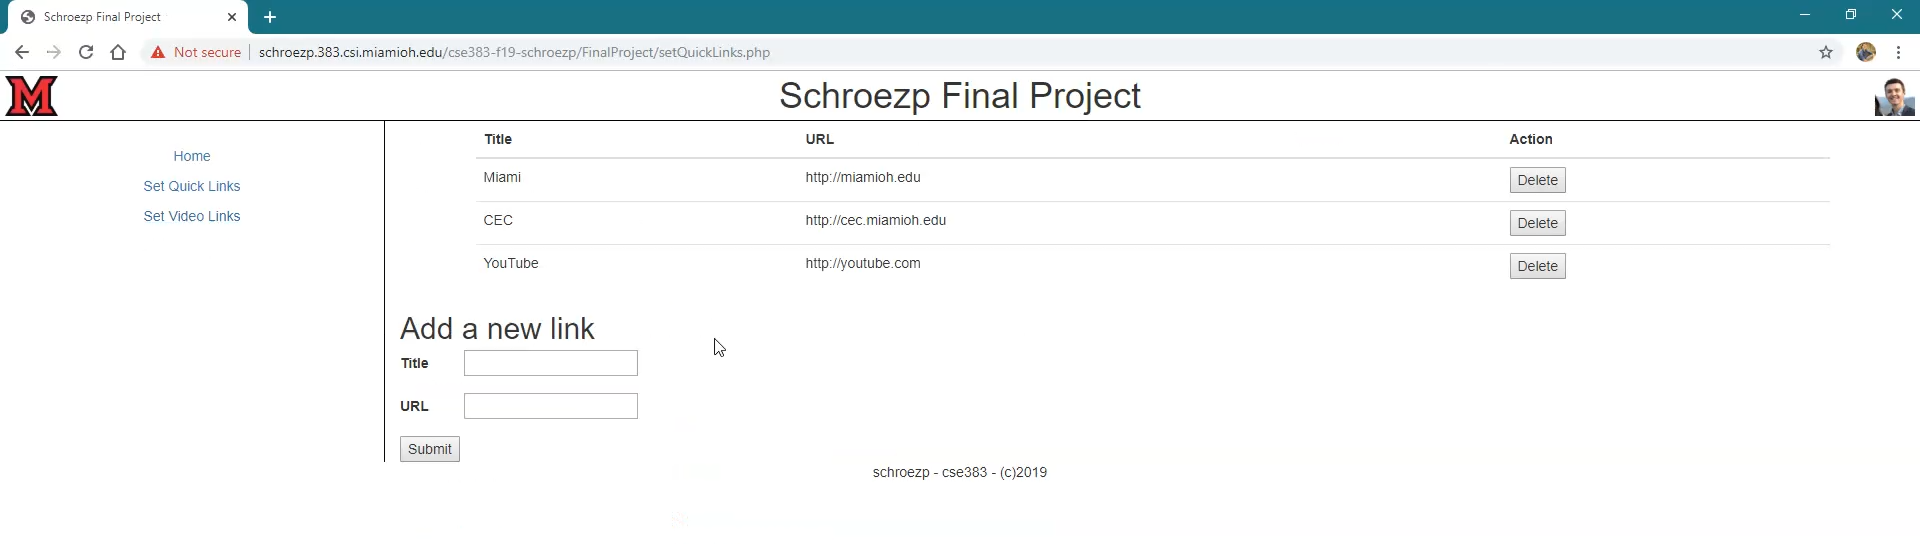 Schroezp Final Project
Not secure schroezp.383.csi.miamioh.edu/cse383-f19-schroezp/FinalProject/setQuickLinks.php
M Schroezp Final Project
Home
Set Quick Links
Set Video Links
Title URL Action
Miami http://miamioh.edu Delete
CEC http://cec.miamioh.edu Delete
YouTube http://youtube.com Delete
Add a new link
Title
URL
Submit
schroezp - cse383 - (c)2019